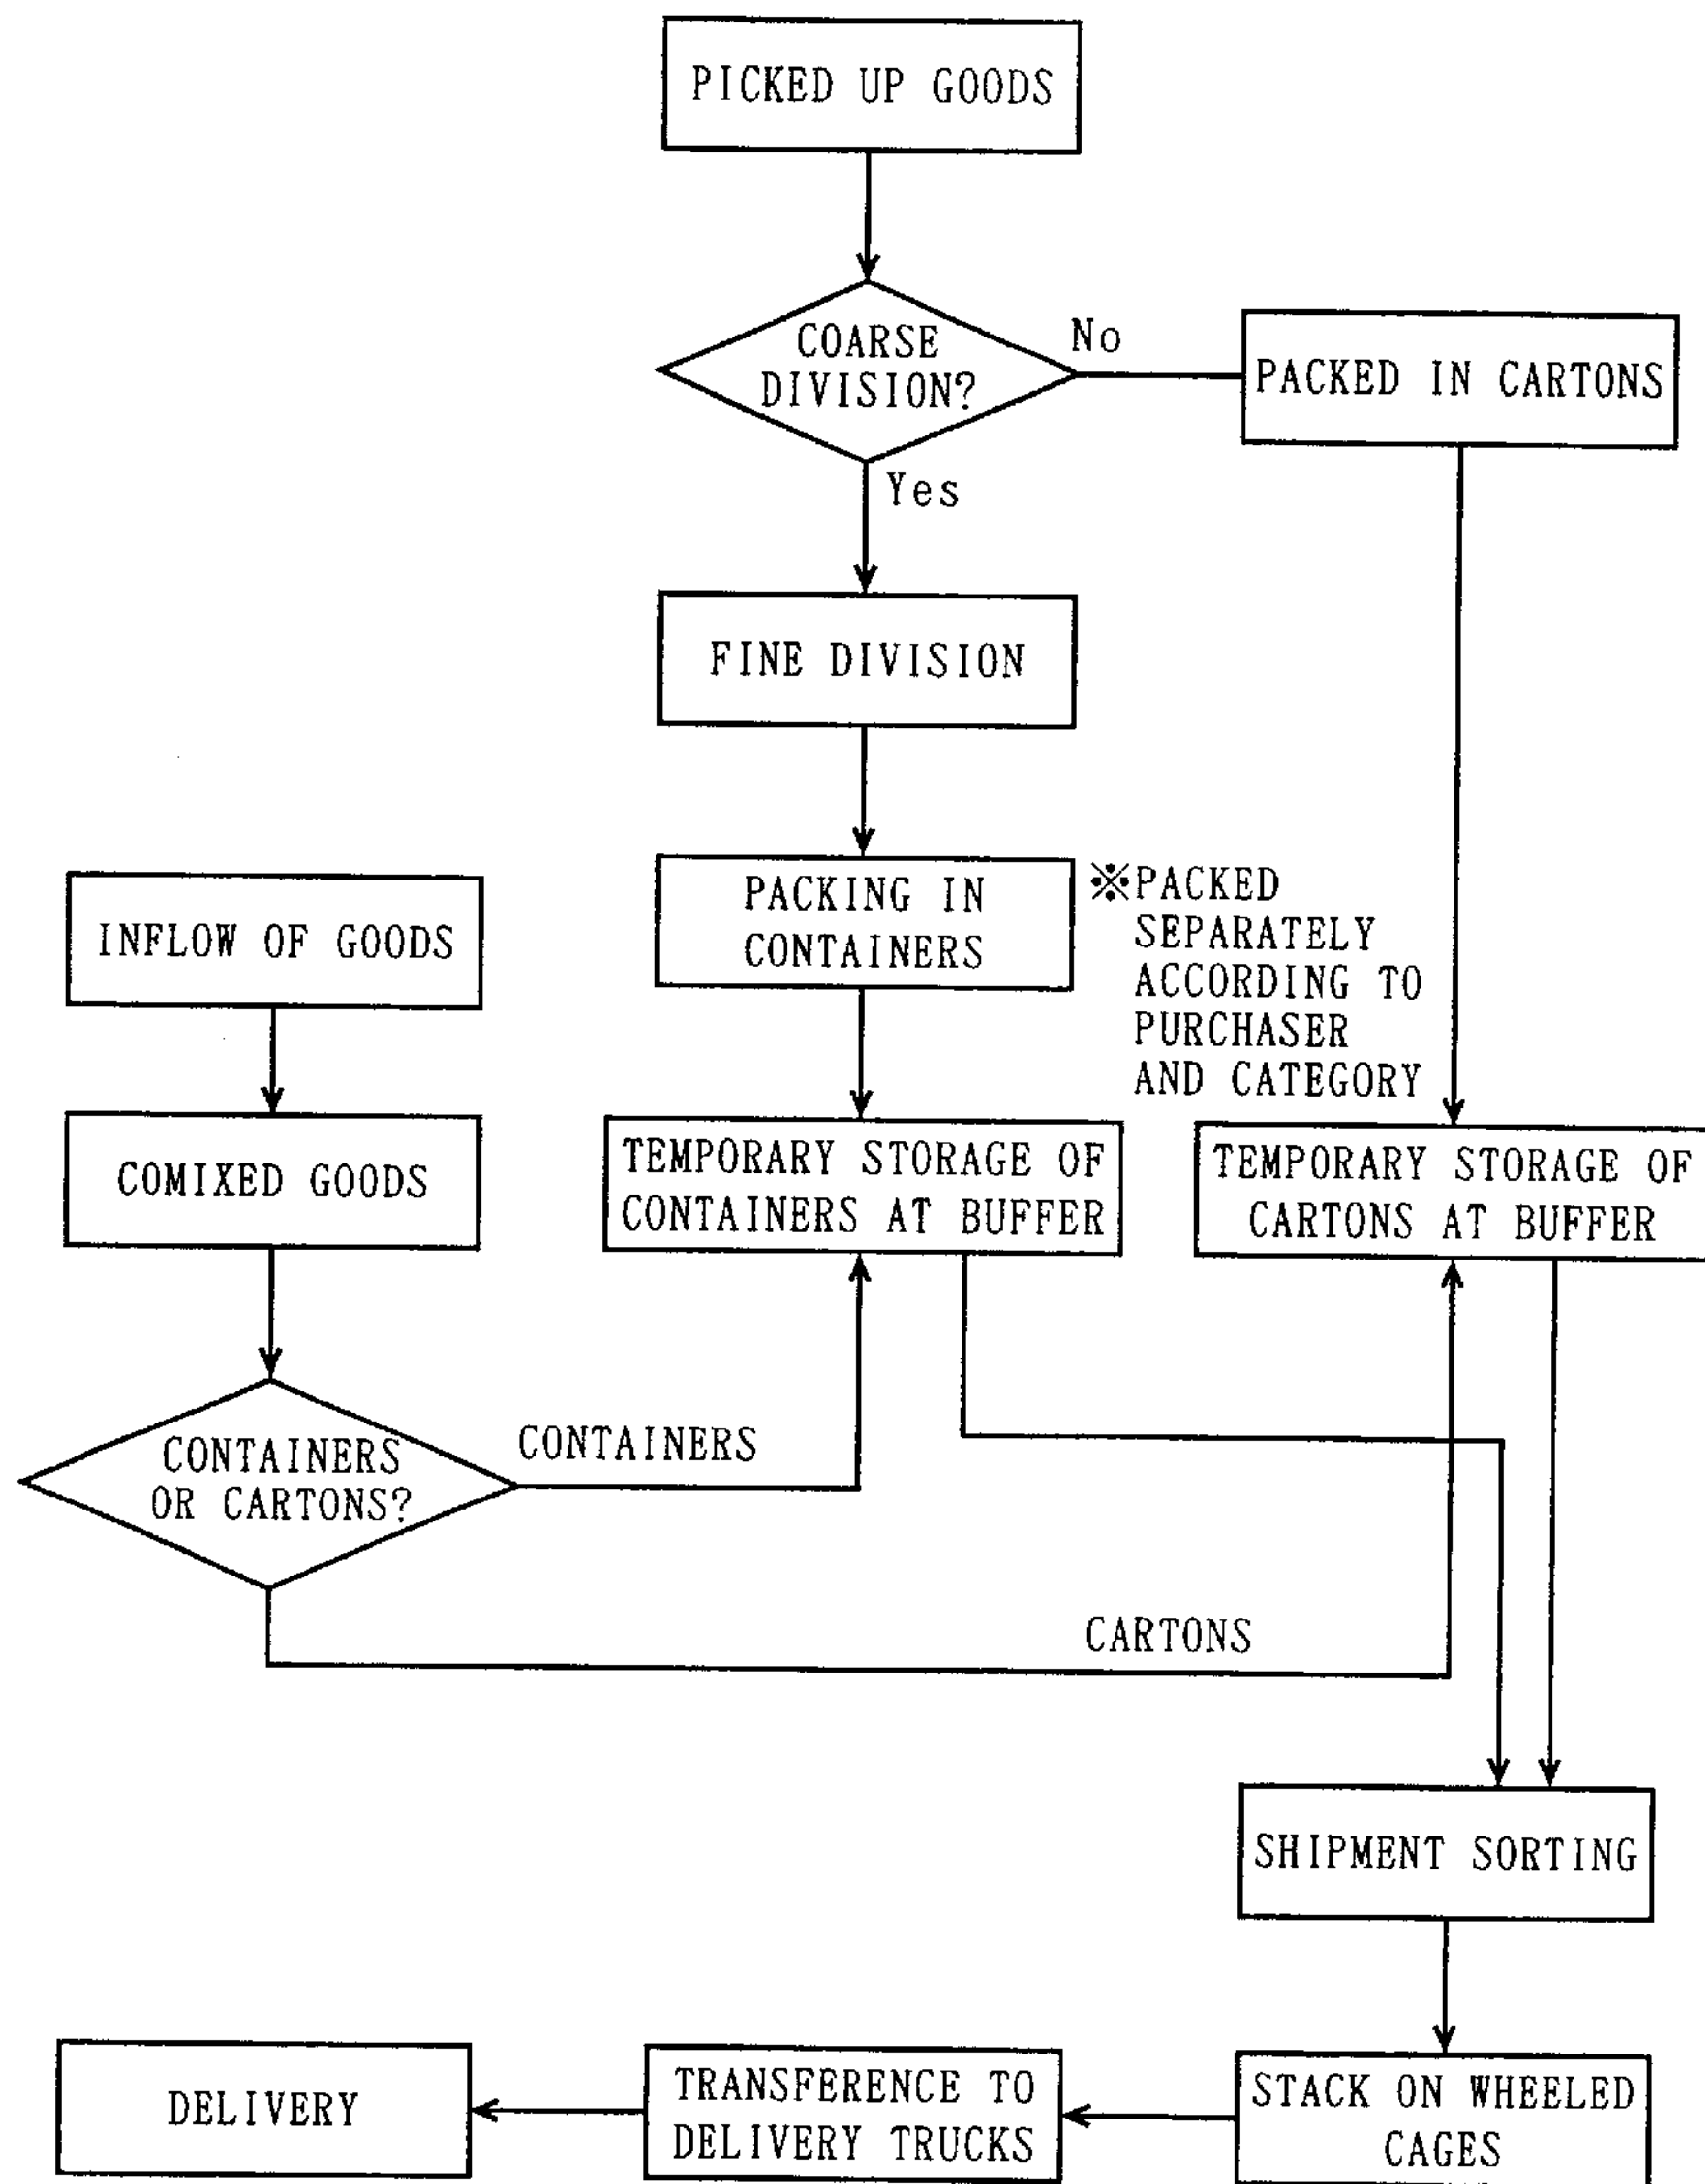 PICKED UP GOODS
COARSE
DIVISION?
No
PACKED IN CARTONS
Yes
FINE DIVISION
PACKING IN
CONTAINERS
※PACKED
SEPARATELY
ACCORDING TO
PURCHASER
AND CATEGORY
INFLOW OF GOODS
COMIXED GOODS
TEMPORARY STORAGE OF
CONTAINERS AT BUFFER
TEMPORARY STORAGE OF
CARTONS AT BUFFER
CONTAINERS
OR CARTONS?
CONTAINERS
CARTONS
SHIPMENT SORTING
STACK ON WHEELED
CAGES
TRANSFERENCE TO
DELIVERY TRUCKS
DELIVERY